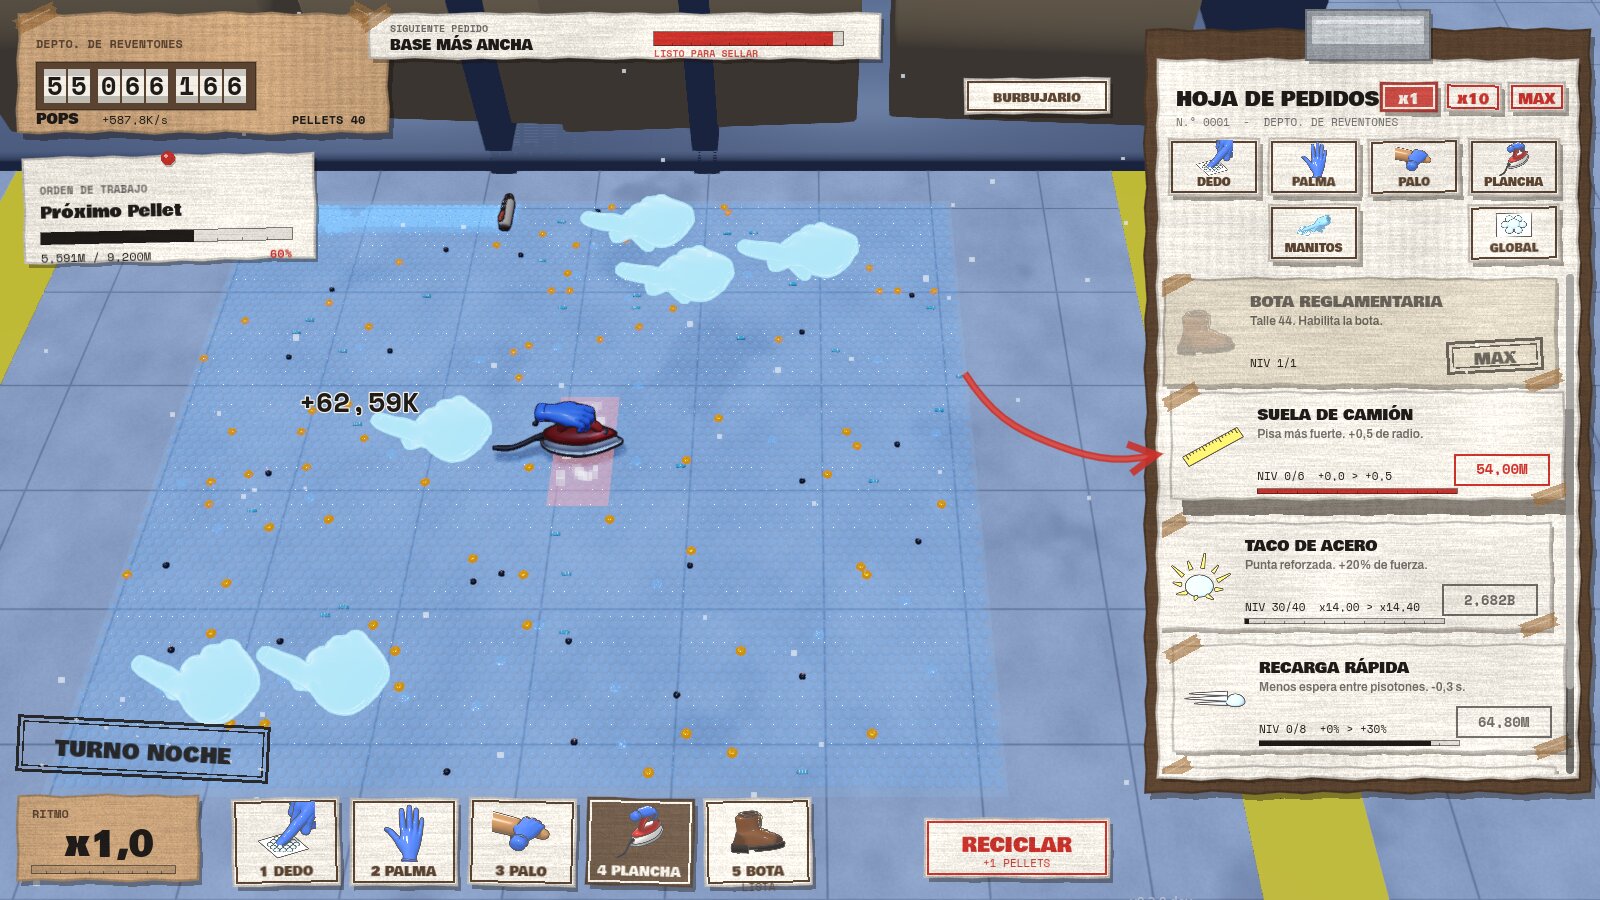 DEPTO. DE REVENTONES
55 066 166
POPS +587,8K/s PELLETS 40
SIGUIENTE PEDIDO
BASE MÁS ANCHA
LISTO PARA SELLAR
BURBUJARIO
ORDEN DE TRABAJO
Próximo Pellet
5,591M / 9,200M 60%
+62,59K
TURNO NOCHE
RITMO
x1,0
1 DEDO
2 PALMA
3 PALO
4 PLANCHA
5 BOTA
LISTA
RECICLAR
+1 PELLETS
HOJA DE PEDIDOS
x1
x10
MAX
N.° 0001 - DEPTO. DE REVENTONES
DEDO
PALMA
PALO
PLANCHA
MANITOS
GLOBAL
BOTA REGLAMENTARIA
Talle 44. Habilita la bota.
NIV 1/1
MAX
SUELA DE CAMIÓN
Pisa más fuerte. +0,5 de radio.
NIV 0/6 +0,0 > +0,5
54,00M
TACO DE ACERO
Punta reforzada. +20% de fuerza.
NIV 30/40 x14,00 > x14,40
2,682B
RECARGA RÁPIDA
Menos espera entre pisotones. -0,3 s.
NIV 0/8 +0% > +30%
64,80M